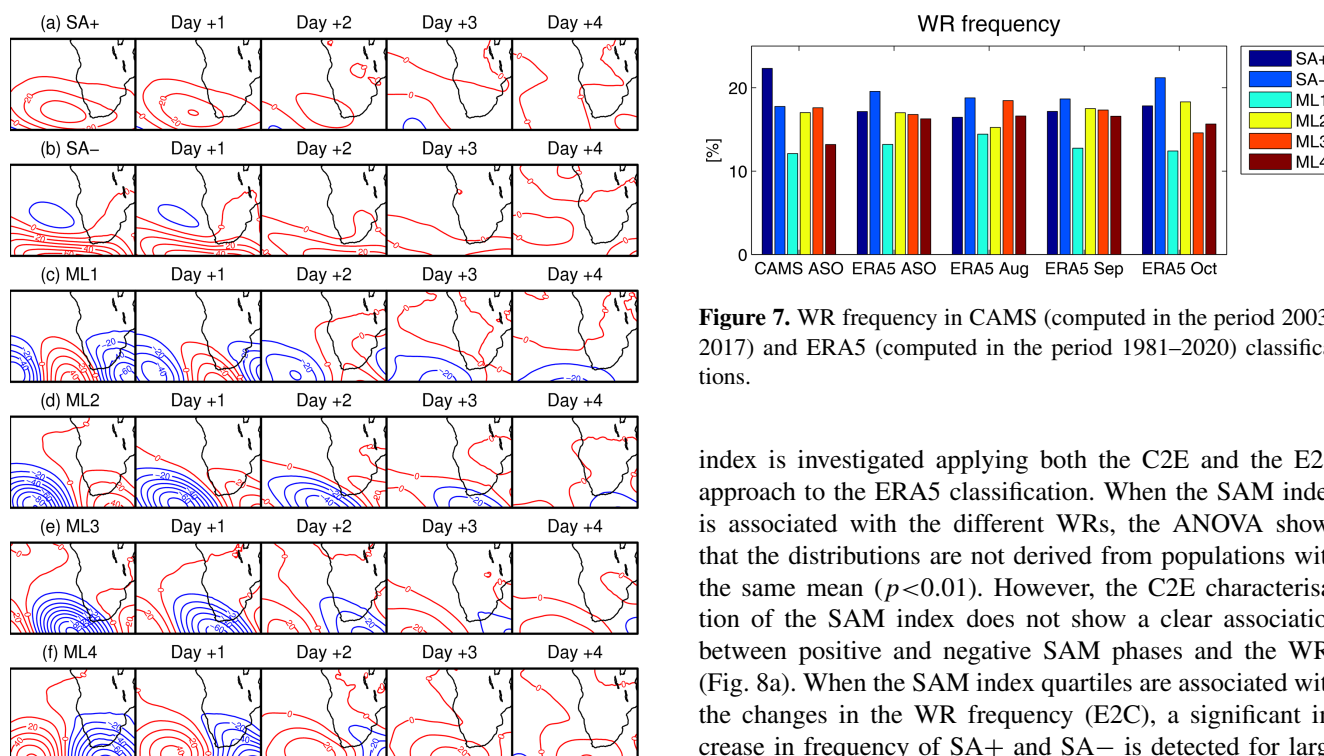 (a) SA+ Day +1 Day +2 Day +3 Day +4
(b) SA− Day +1 Day +2 Day +3 Day +4
(c) ML1 Day +1 Day +2 Day +3 Day +4
(d) ML2 Day +1 Day +2 Day +3 Day +4
(e) ML3 Day +1 Day +2 Day +3 Day +4
(f) ML4 Day +1 Day +2 Day +3 Day +4
WR frequency
[%]
20
10
0
CAMS ASO ERA5 ASO ERA5 Aug ERA5 Sep ERA5 Oct
SA+
SA−
ML1
ML2
ML3
ML4
Figure 7. WR frequency in CAMS (computed in the period 2003
2017) and ERA5 (computed in the period 1981–2020) classifica
tions.
index is investigated applying both the C2E and the E2
approach to the ERA5 classification. When the SAM inde
is associated with the different WRs, the ANOVA show
that the distributions are not derived from populations wit
the same mean (p<0.01). However, the C2E characterisa
tion of the SAM index does not show a clear associatio
between positive and negative SAM phases and the WR
(Fig. 8a). When the SAM index quartiles are associated wit
the changes in the WR frequency (E2C), a significant in
crease in frequency of SA+ and SA− is detected for larg